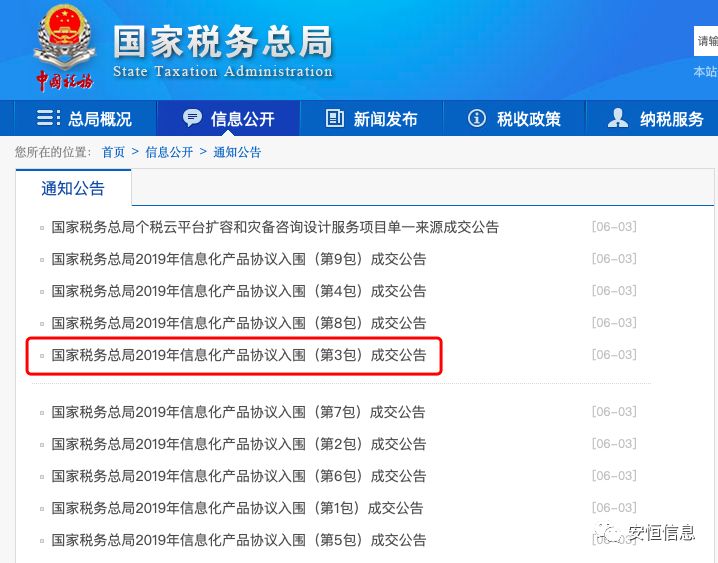 国家税务总局
State Taxation Administration
中国税务
请输
本站
总局概况 信息公开 新闻发布 税收政策 纳税服务
您所在的位置： 首页 > 信息公开 > 通知公告
通知公告
国家税务总局个税云平台扩容和灾备咨询设计服务项目单一来源成交公告 [06-03]
国家税务总局2019年信息化产品协议入围（第9包）成交公告 [06-03]
国家税务总局2019年信息化产品协议入围（第4包）成交公告 [06-03]
国家税务总局2019年信息化产品协议入围（第8包）成交公告 [06-03]
国家税务总局2019年信息化产品协议入围（第3包）成交公告 [06-03]
国家税务总局2019年信息化产品协议入围（第7包）成交公告 [06-03]
国家税务总局2019年信息化产品协议入围（第2包）成交公告 [06-03]
国家税务总局2019年信息化产品协议入围（第6包）成交公告 [06-03]
国家税务总局2019年信息化产品协议入围（第1包）成交公告 [06-03]
国家税务总局2019年信息化产品协议入围（第5包）成交公告 [06-03]
安恒信息